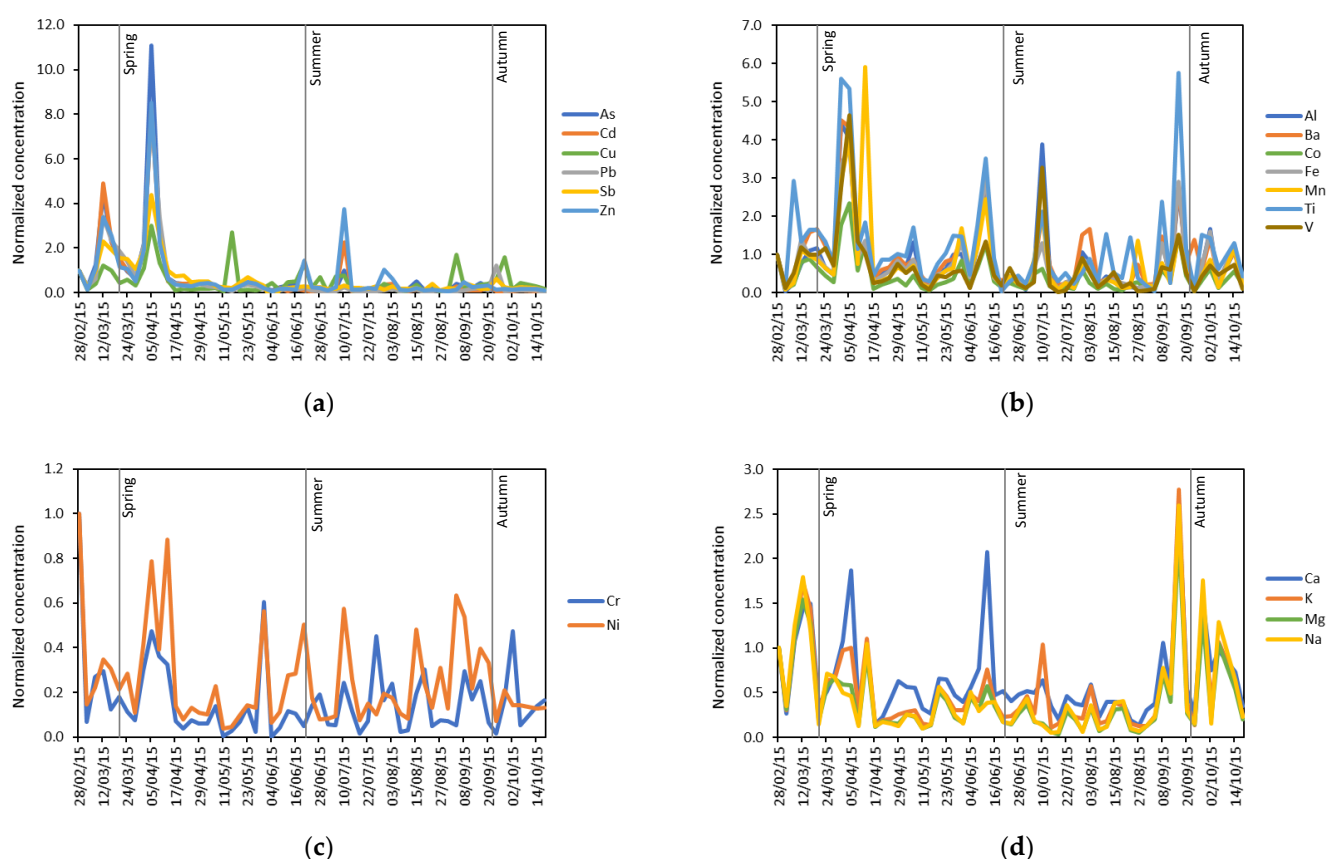 12.0
10.0
8.0
6.0
4.0
2.0
0.0
Normalized concentration
Spring
Summer
Autumn
As
Cd
Cu
Pb
Sb
Zn
28/02/15
12/03/15
24/03/15
05/04/15
17/04/15
29/04/15
11/05/15
23/05/15
04/06/15
16/06/15
28/06/15
10/07/15
22/07/15
03/08/15
15/08/15
27/08/15
08/09/15
20/09/15
02/10/15
14/10/15
(a)
7.0
6.0
5.0
4.0
3.0
2.0
1.0
0.0
Normalized concentration
Spring
Summer
Autumn
Al
Ba
Co
Fe
Mn
Ti
V
28/02/15
12/03/15
24/03/15
05/04/15
17/04/15
29/04/15
11/05/15
23/05/15
04/06/15
16/06/15
28/06/15
10/07/15
22/07/15
03/08/15
15/08/15
27/08/15
08/09/15
20/09/15
02/10/15
14/10/15
(b)
1.2
1.0
0.8
0.6
0.4
0.2
0.0
Normalized concentration
Spring
Summer
Autumn
Cr
Ni
28/02/15
12/03/15
24/03/15
05/04/15
17/04/15
29/04/15
11/05/15
23/05/15
04/06/15
16/06/15
28/06/15
10/07/15
22/07/15
03/08/15
15/08/15
27/08/15
08/09/15
20/09/15
02/10/15
14/10/15
(c)
3.0
2.5
2.0
1.5
1.0
0.5
0.0
Normalized concentration
Spring
Summer
Autumn
Ca
K
Mg
Na
28/02/15
12/03/15
24/03/15
05/04/15
17/04/15
29/04/15
11/05/15
23/05/15
04/06/15
16/06/15
28/06/15
10/07/15
22/07/15
03/08/15
15/08/15
27/08/15
08/09/15
20/09/15
02/10/15
14/10/15
(d)